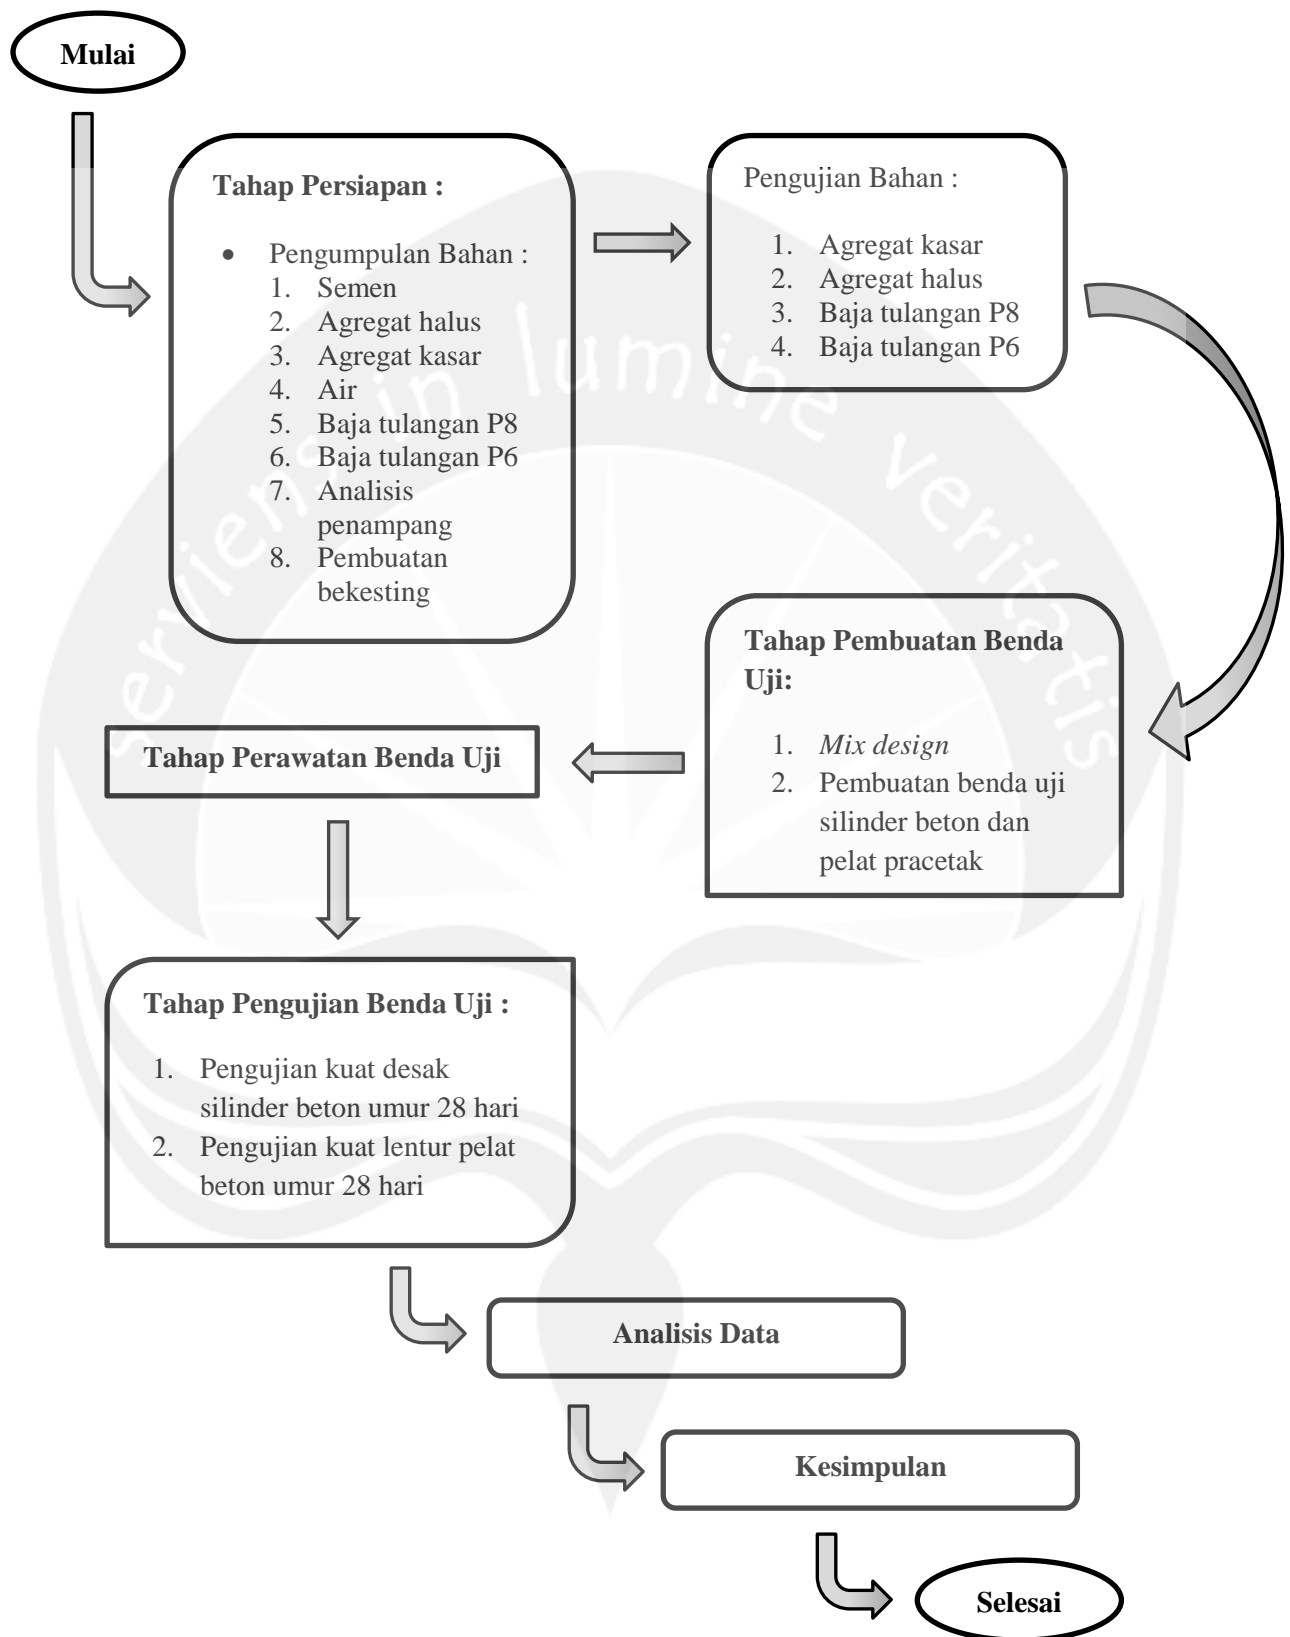 Mulai
Tahap Persiapan :
• Pengumpulan Bahan :
1. Semen
2. Agregat halus
3. Agregat kasar
4. Air
5. Baja tulangan P8
6. Baja tulangan P6
7. Analisis
penampang
8. Pembuatan
bekesting
Pengujian Bahan :
1. Agregat kasar
2. Agregat halus
3. Baja tulangan P8
4. Baja tulangan P6
Tahap Pembuatan Benda
Uji:
1. Mix design
2. Pembuatan benda uji
silinder beton dan
pelat pracetak
Tahap Perawatan Benda Uji
Tahap Pengujian Benda Uji :
1. Pengujian kuat desak
silinder beton umur 28 hari
2. Pengujian kuat lentur pelat
beton umur 28 hari
Analisis Data
Kesimpulan
Selesai
serviens in lumine veritatis